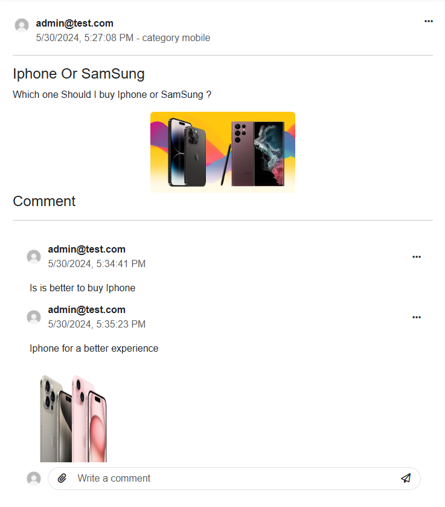 admin@test.com
5/30/2024, 5:27:08 PM - category mobile
Iphone Or SamSung
Which one Should I buy Iphone or SamSung ?
Comment
admin@test.com
5/30/2024, 5:34:41 PM
Is is better to buy Iphone
admin@test.com
5/30/2024, 5:35:23 PM
Iphone for a better experience
Write a comment